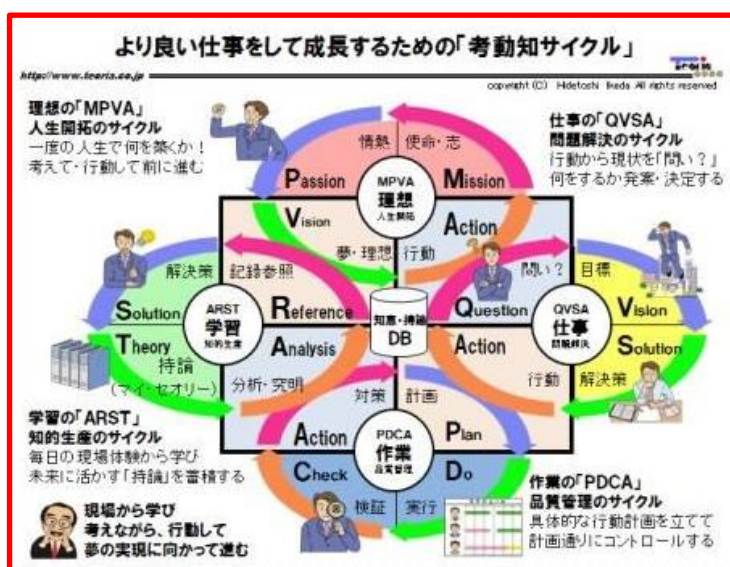 より良い仕事をして成長するための「考動知サイクル」
http://www.tcoria.co.jp
copyright (C) Hidetoshi Ikeda All rights reserved
理想の「MPVA」
人生開拓のサイクル
一度の人生で何を築くか!
考えて・行動して前に進む
仕事の「QVSA」
問題解決のサイクル
行動から現状を「問い?」
何をするか発案・決定する
情熱
使命・志
Passion
Mission
MPVA
理想
人生開拓
Vision
Action
夢・理想
行動
解決策
記録参照
問い?
目標
Solution
Reference
Question
Vision
ARST
学習
知的生産
知恵・持論
DB
QVSA
仕事
問題解決
Theory
Analysis
Action
Solution
持論
(マイ・セオリー)
分析・究明
行動
解決策
対策
計画
Action
Plan
PDCA
作業
品質管理
Check
Do
検証
実行
学習の「ARST」
知的生産のサイクル
毎日の現場体験から学び
未来に活かす「持論」を蓄積する
作業の「PDCA」
品質管理のサイクル
具体的な行動計画を立てて
計画通りにコントロールする
現場から学び
考えながら、行動して
夢の実現に向かって進む